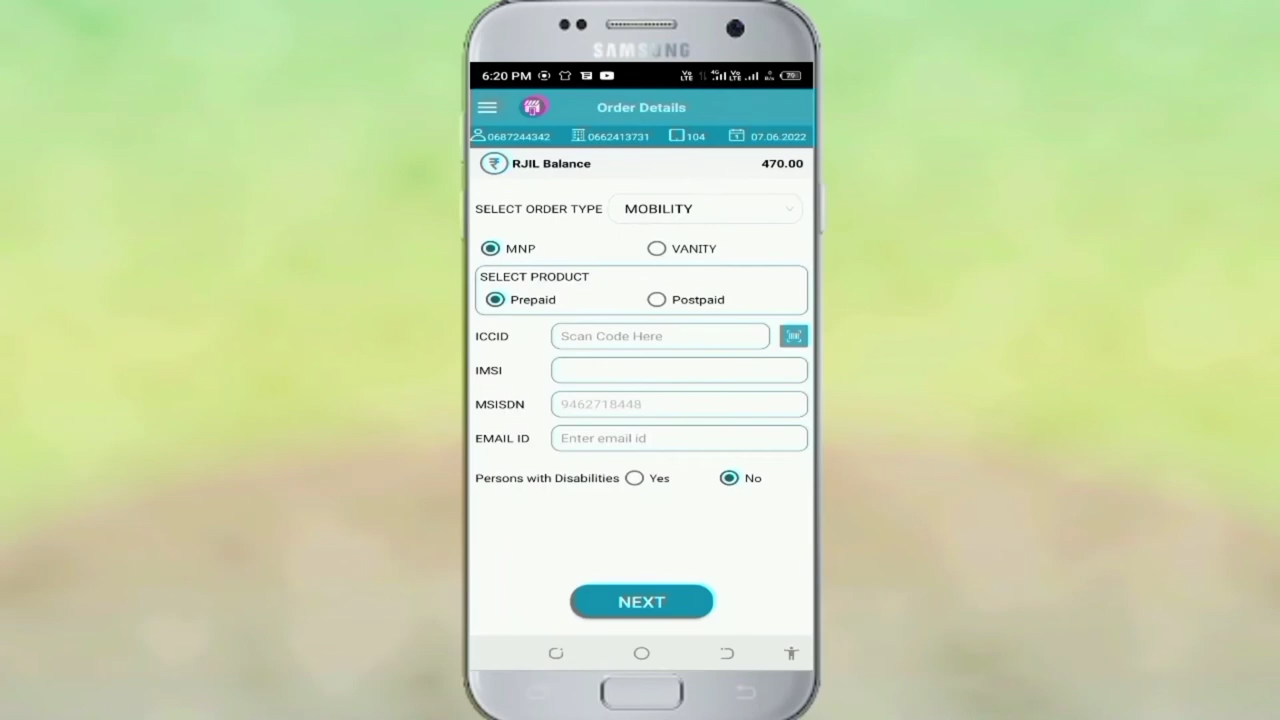 SAMSUNG
6:20 PM 79
Order Details
0687244342 0662413731 104 07.06.2022
RJIL Balance 470.00
SELECT ORDER TYPE MOBILITY
MNP VANITY
SELECT PRODUCT
Prepaid Postpaid
ICCID Scan Code Here
IMSI
MSISDN 9462718448
EMAIL ID Enter email id
Persons with Disabilities Yes No
NEXT